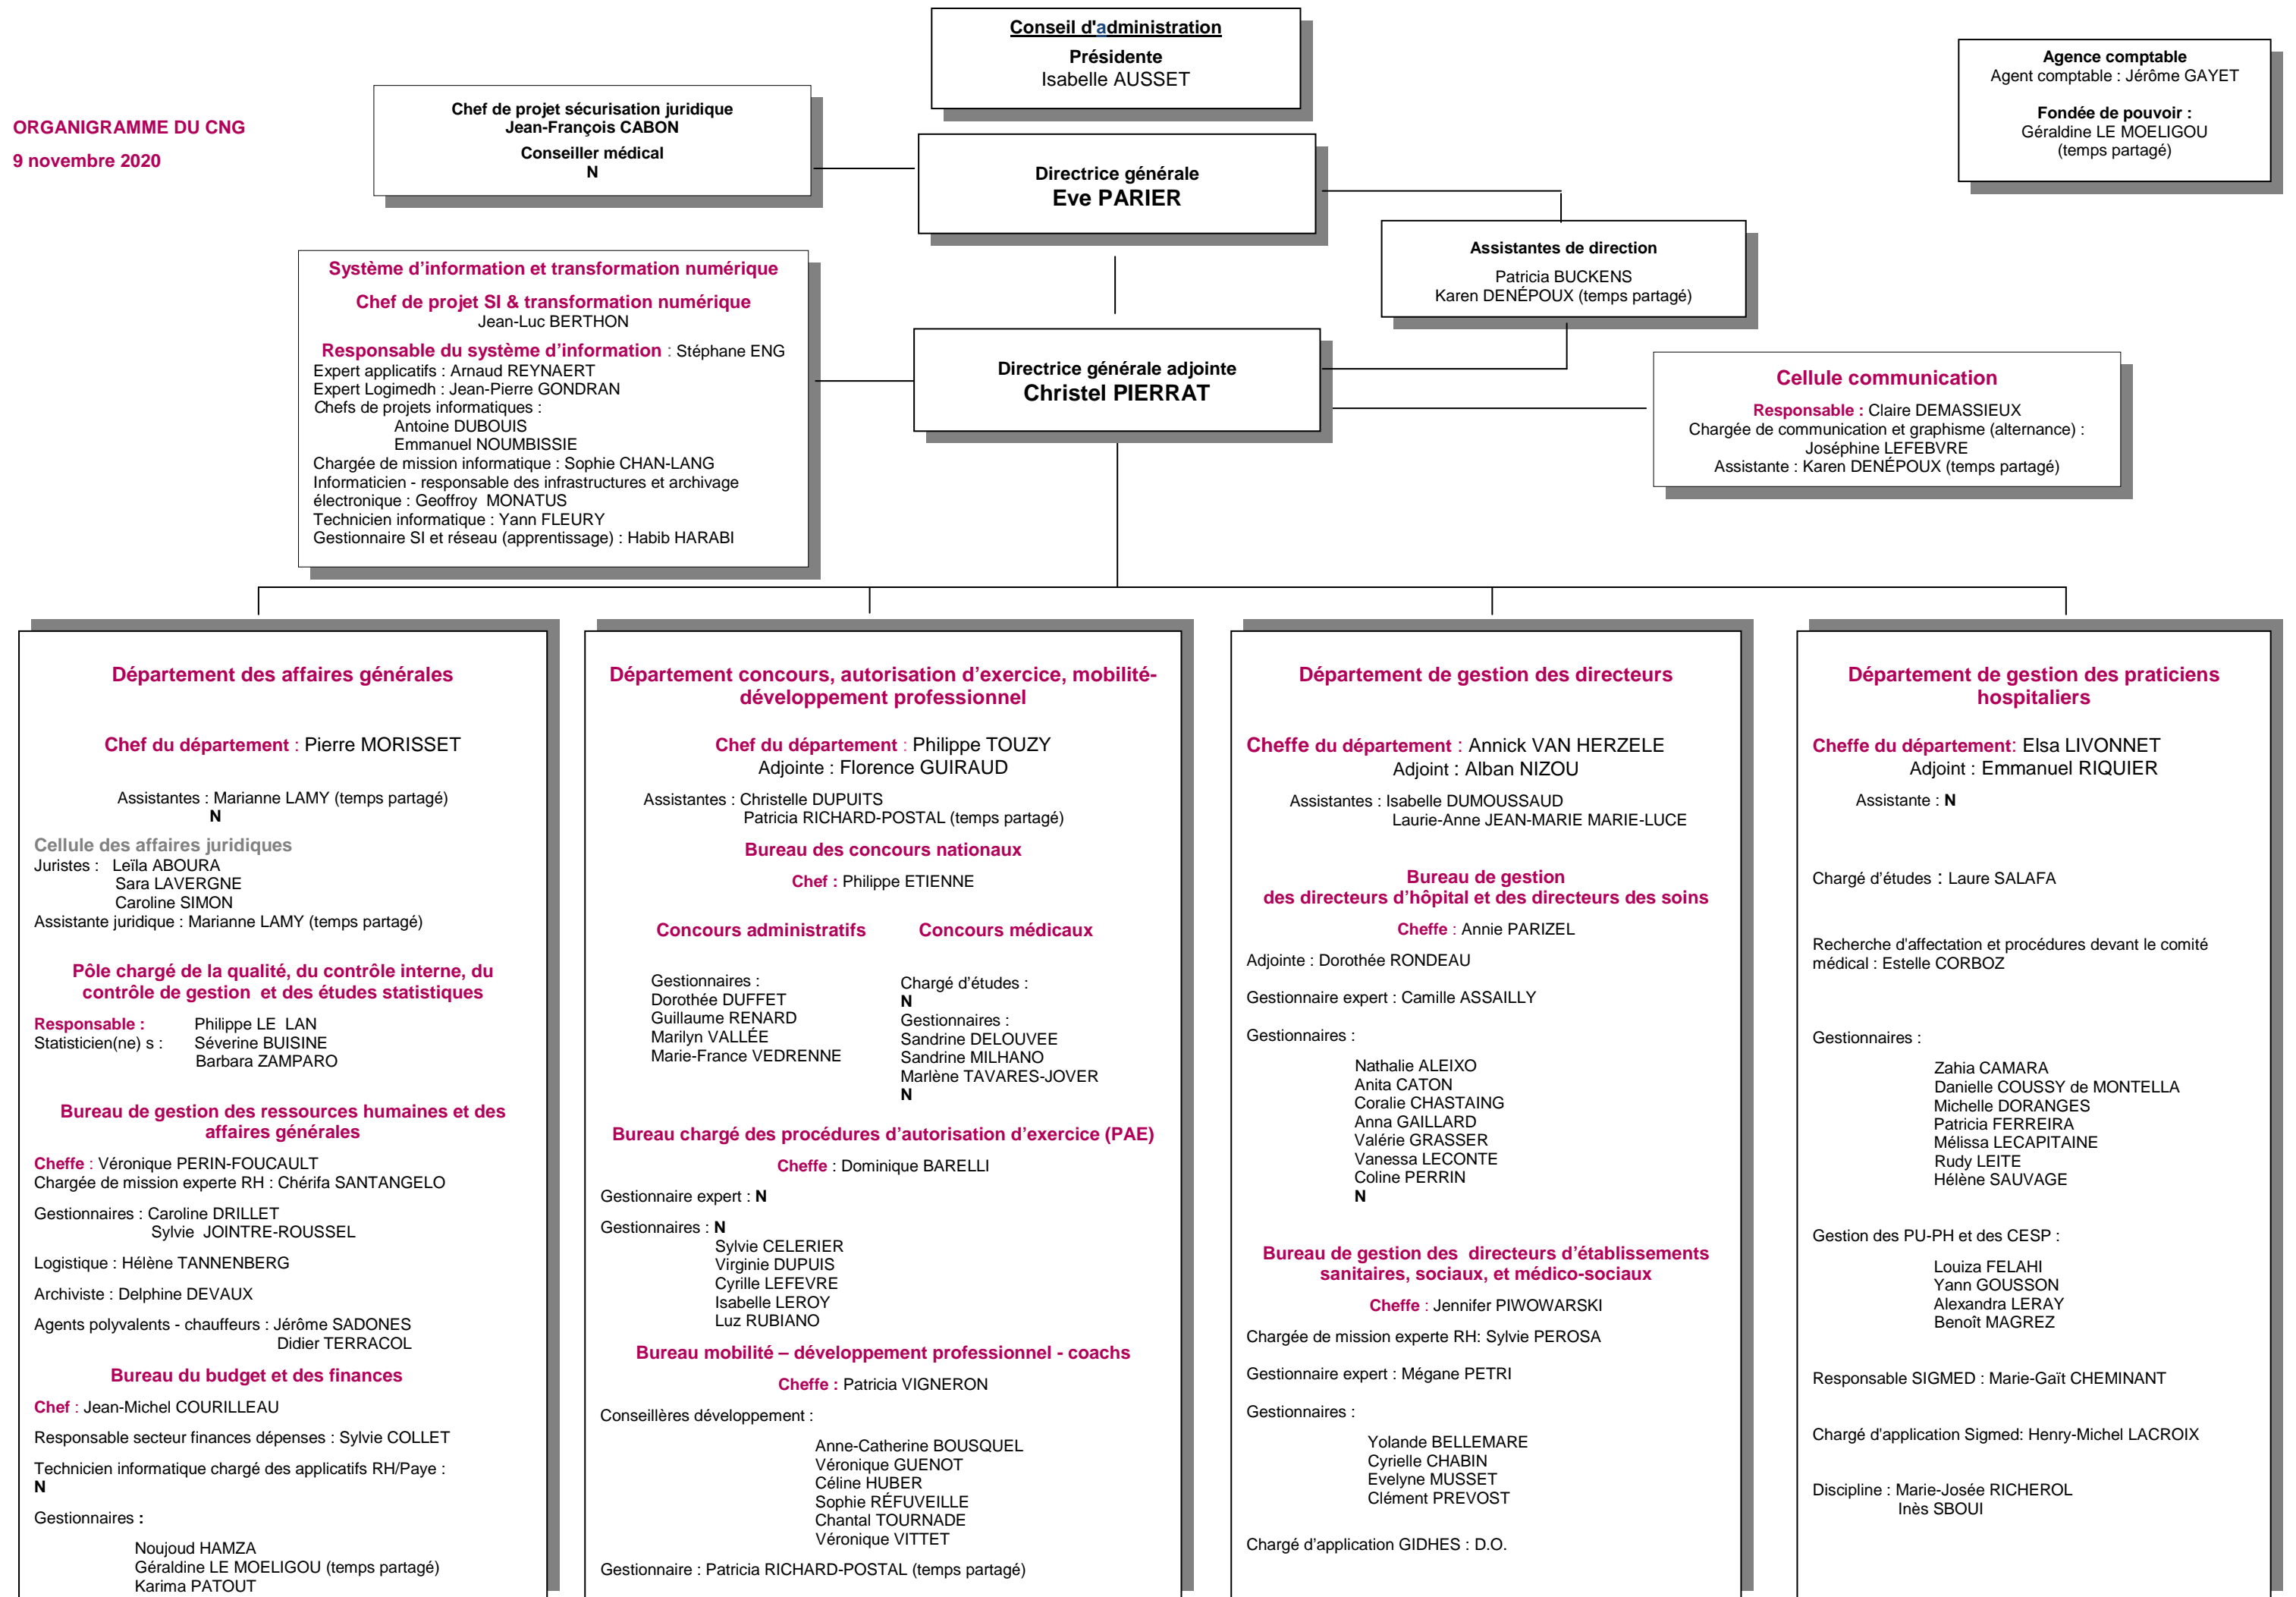 ORGANIGRAMME DU CNG
9 novembre 2020
Conseil d'administration
Présidente
Isabelle AUSSET
Agence comptable
Agent comptable : Jérôme GAYET
Fondée de pouvoir :
Géraldine LE MOELIGOU
(temps partagé)
Chef de projet sécurisation juridique
Jean-François CABON
Conseiller médical
N
Directrice générale
Eve PARIER
Assistantes de direction
Patricia BUCKENS
Karen DENÉPOUX (temps partagé)
Système d’information et transformation numérique
Chef de projet SI & transformation numérique
Jean-Luc BERTHON
Responsable du système d’information : Stéphane ENG
Expert applicatifs : Arnaud REYNAERT
Expert Logimedh : Jean-Pierre GONDRAN
Chefs de projets informatiques :
Antoine DUBOUIS
Emmanuel NOUMBISSIE
Chargée de mission informatique : Sophie CHAN-LANG
Informaticien - responsable des infrastructures et archivage
électronique : Geoffroy MONATUS
Technicien informatique : Yann FLEURY
Gestionnaire SI et réseau (apprentissage) : Habib HARABI
Directrice générale adjointe
Christel PIERRAT
Cellule communication
Responsable : Claire DEMASSIEUX
Chargée de communication et graphisme (alternance) :
Joséphine LEFEBVRE
Assistante : Karen DENÉPOUX (temps partagé)
Département des affaires générales
Chef du département : Pierre MORISSET
Assistantes : Marianne LAMY (temps partagé)
N
Cellule des affaires juridiques
Juristes : Leïla ABOURA
Sara LAVERGNE
Caroline SIMON
Assistante juridique : Marianne LAMY (temps partagé)
Pôle chargé de la qualité, du contrôle interne, du
contrôle de gestion et des études statistiques
Responsable : Philippe LE LAN
Statisticien(ne) s : Séverine BUISINE
Barbara ZAMPARO
Bureau de gestion des ressources humaines et des
affaires générales
Cheffe : Véronique PERIN-FOUCAULT
Chargée de mission experte RH : Chérifa SANTANGELO
Gestionnaires : Caroline DRILLET
Sylvie JOINTRE-ROUSSEL
Logistique : Hélène TANNENBERG
Archiviste : Delphine DEVAUX
Agents polyvalents - chauffeurs : Jérôme SADONES
Didier TERRACOL
Bureau du budget et des finances
Chef : Jean-Michel COURILLEAU
Responsable secteur finances dépenses : Sylvie COLLET
Technicien informatique chargé des applicatifs RH/Paye :
N
Gestionnaires :
Noujoud HAMZA
Géraldine LE MOELIGOU (temps partagé)
Karima PATOUT
Département concours, autorisation d’exercice, mobilité-
développement professionnel
Chef du département : Philippe TOUZY
Adjointe : Florence GUIRAUD
Assistantes : Christelle DUPUITS
Patricia RICHARD-POSTAL (temps partagé)
Bureau des concours nationaux
Chef : Philippe ETIENNE
Concours administratifs
Gestionnaires :
Dorothée DUFFET
Guillaume RENARD
Marilyn VALLÉE
Marie-France VEDRENNE
Concours médicaux
Chargé d’études :
N
Gestionnaires :
Sandrine DELOUVEE
Sandrine MILHANO
Marlène TAVARES-JOVER
N
Bureau chargé des procédures d’autorisation d’exercice (PAE)
Cheffe : Dominique BARELLI
Gestionnaire expert : N
Gestionnaires : N
Sylvie CELERIER
Virginie DUPUIS
Cyrille LEFEVRE
Isabelle LEROY
Luz RUBIANO
Bureau mobilité – développement professionnel - coachs
Cheffe : Patricia VIGNERON
Conseillères développement :
Anne-Catherine BOUSQUEL
Véronique GUENOT
Céline HUBER
Sophie RÉFUVEILLE
Chantal TOURNADE
Véronique VITTET
Gestionnaire : Patricia RICHARD-POSTAL (temps partagé)
Département de gestion des directeurs
Cheffe du département : Annick VAN HERZELE
Adjoint : Alban NIZOU
Assistantes : Isabelle DUMOUSSAUD
Laurie-Anne JEAN-MARIE MARIE-LUCE
Bureau de gestion
des directeurs d’hôpital et des directeurs des soins
Cheffe : Annie PARIZEL
Adjointe : Dorothée RONDEAU
Gestionnaire expert : Camille ASSAILLY
Gestionnaires :
Nathalie ALEIXO
Anita CATON
Coralie CHASTAING
Anna GAILLARD
Valérie GRASSER
Vanessa LECONTE
Coline PERRIN
N
Bureau de gestion des directeurs d’établissements
sanitaires, sociaux, et médico-sociaux
Cheffe : Jennifer PIWOWARSKI
Chargée de mission experte RH: Sylvie PEROSA
Gestionnaire expert : Mégane PETRI
Gestionnaires :
Yolande BELLEMARE
Cyrielle CHABIN
Evelyne MUSSET
Clément PREVOST
Chargé d’application GIDHES : D.O.
Département de gestion des praticiens
hospitaliers
Cheffe du département: Elsa LIVONNET
Adjoint : Emmanuel RIQUIER
Assistante : N
Chargé d’études : Laure SALAFA
Recherche d'affectation et procédures devant le comité
médical : Estelle CORBOZ
Gestionnaires :
Zahia CAMARA
Danielle COUSSY de MONTELLA
Michelle DORANGES
Patricia FERREIRA
Mélissa LECAPITAINE
Rudy LEITE
Hélène SAUVAGE
Gestion des PU-PH et des CESP :
Louiza FELAHI
Yann GOUSSON
Alexandra LERAY
Benoît MAGREZ
Responsable SIGMED : Marie-Gaït CHEMINANT
Chargé d'application Sigmed: Henry-Michel LACROIX
Discipline : Marie-Josée RICHEROL
Inès SBOUI